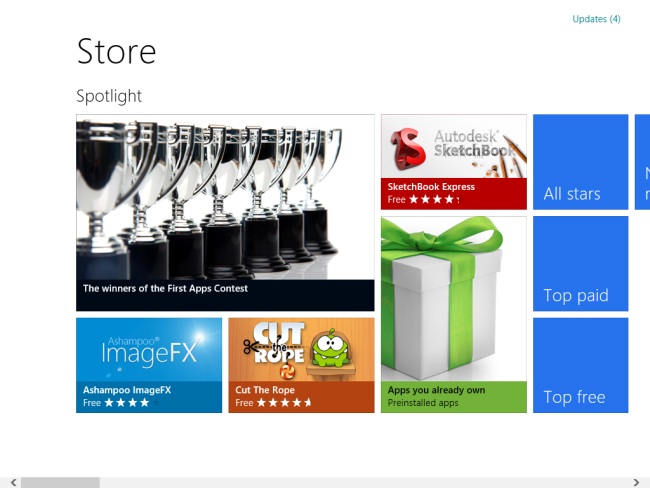 Updates (4)
Store
Spotlight
Autodesk®
SketchBook
SketchBook Express
Free
All stars
The winners of the First Apps Contest
Top paid
Ashampoo®
ImageFX
Ashampoo ImageFX
Free
CUT
the
ROPE
Cut The Rope
Free
Apps you already own
Preinstalled apps
Top free